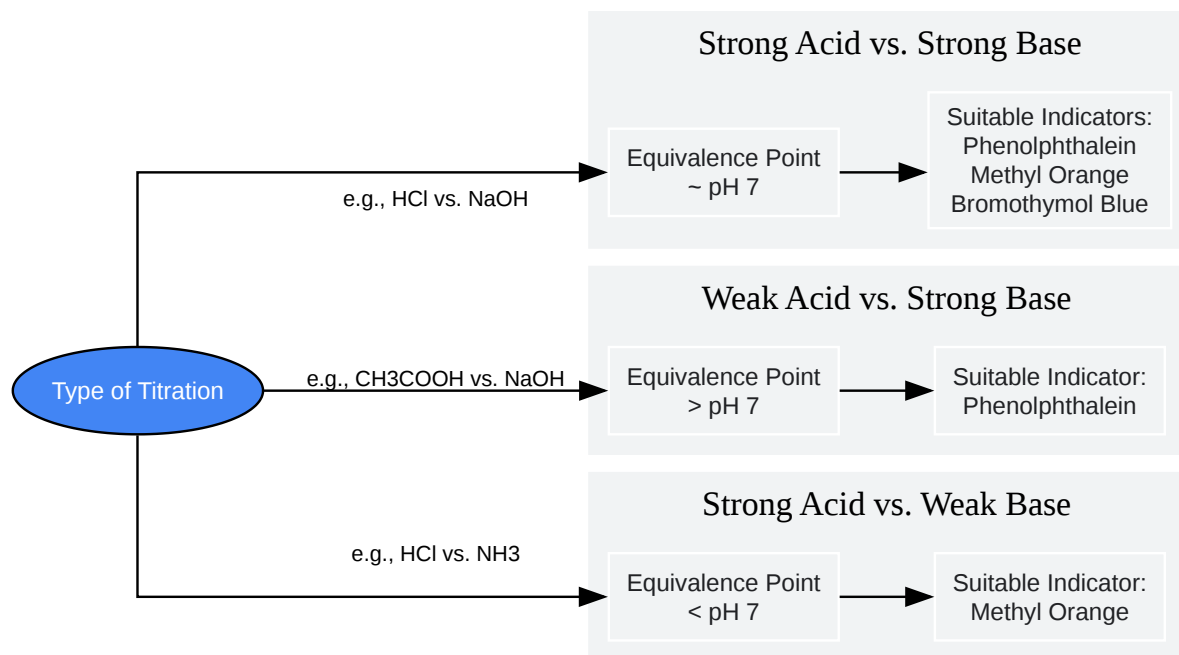 Strong Acid vs. Strong Base
Suitable Indicators:
Phenolphthalein
Methyl Orange
Bromothymol Blue
Equivalence Point
~ pH 7
e.g., HCl vs. NaOH
Weak Acid vs. Strong Base
Type of Titration
e.g., CH3COOH vs. NaOH
Equivalence Point
> pH 7
Suitable Indicator:
Phenolphthalein
Strong Acid vs. Weak Base
e.g., HCl vs. NH3
Equivalence Point
< pH 7
Suitable Indicator:
Methyl Orange